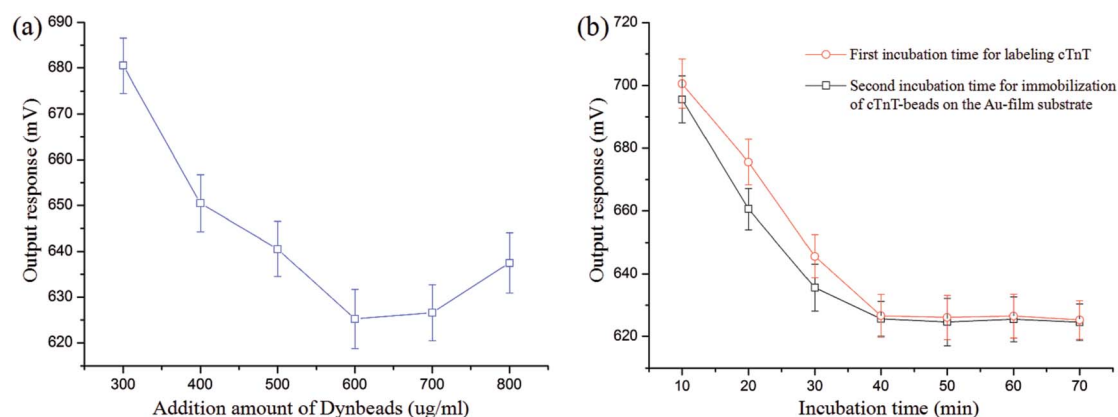 (a)
690
680
670
660
650
640
630
620
Output response (mV)
300 400 500 600 700 800
Addition amount of Dynbeads (ug/ml)
(b)
720
700
680
660
640
620
610
Output response (mV)
First incubation time for labeling cTnT
Second incubation time for immobilization
of cTnT-beads on the Au-film substrate
10 20 30 40 50 60 70
Incubation time (min)